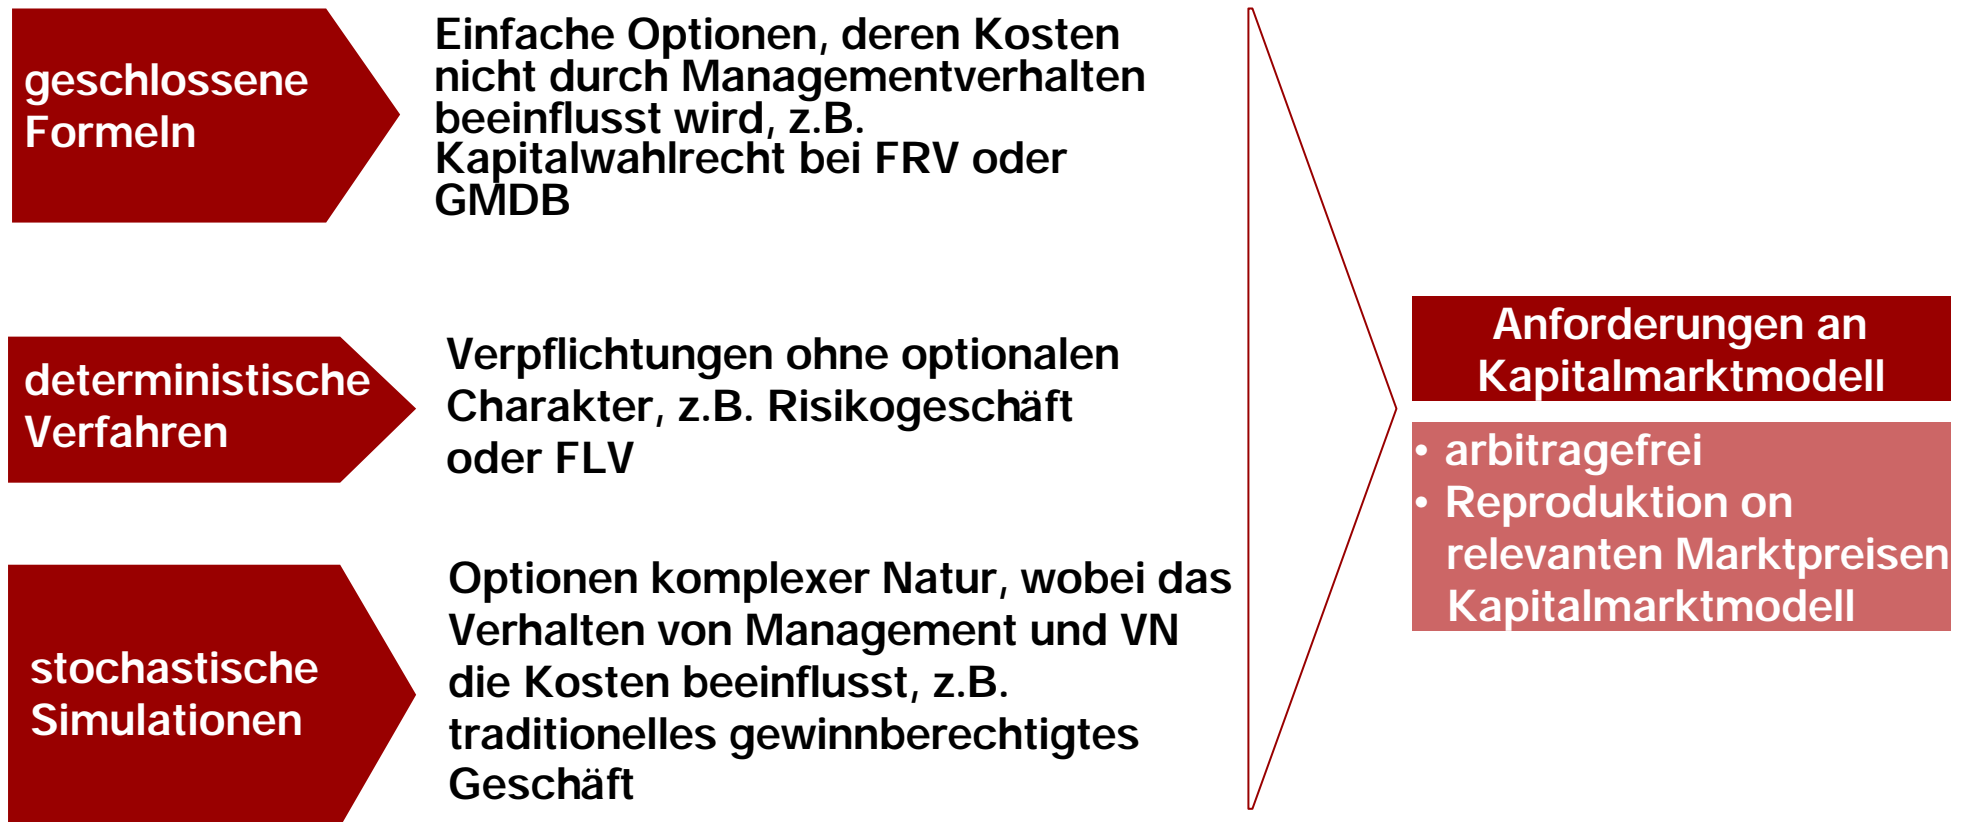 geschlossene
Formeln
Einfache Optionen, deren Kosten
nicht durch Managementverhalten
beeinflusst wird, z.B.
Kapitalwahlrecht bei FRV oder
GMDB
deterministische
Verfahren
Verpflichtungen ohne optionalen
Charakter, z.B. Risikogeschäft
oder FLV
stochastische
Simulationen
Optionen komplexer Natur, wobei das
Verhalten von Management und VN
die Kosten beeinflusst, z.B.
traditionelles gewinnberechtigtes
Geschäft
Anforderungen an
Kapitalmarktmodell
• arbitragefrei
• Reproduktion on
relevanten Marktpreisen
Kapitalmarktmodell